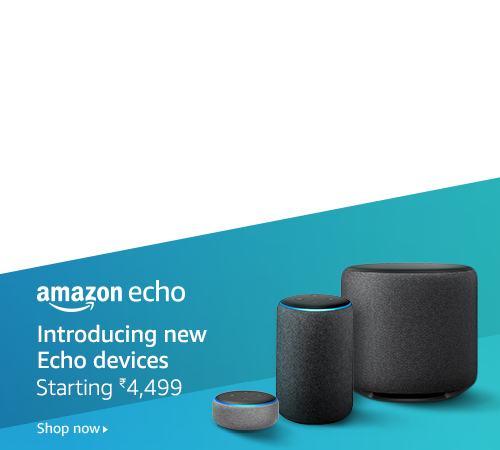 amazon echo
Introducing new
Echo devices
Starting ₹4,499
Shop now